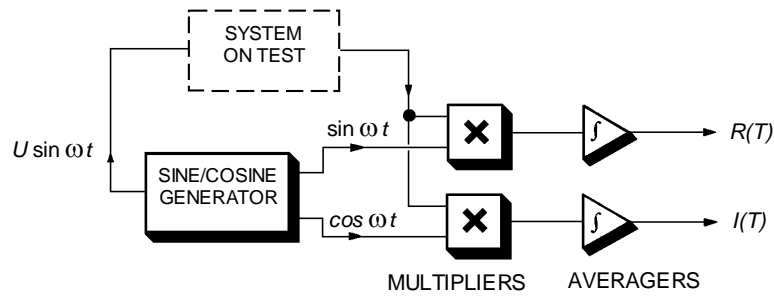 SYSTEM
ON TEST
sin ω t
R(T)
U sin ω t
SINE/COSINE
GENERATOR
cos ω t
I(T)
MULTIPLIERS
AVERAGERS
×
∫
×
∫